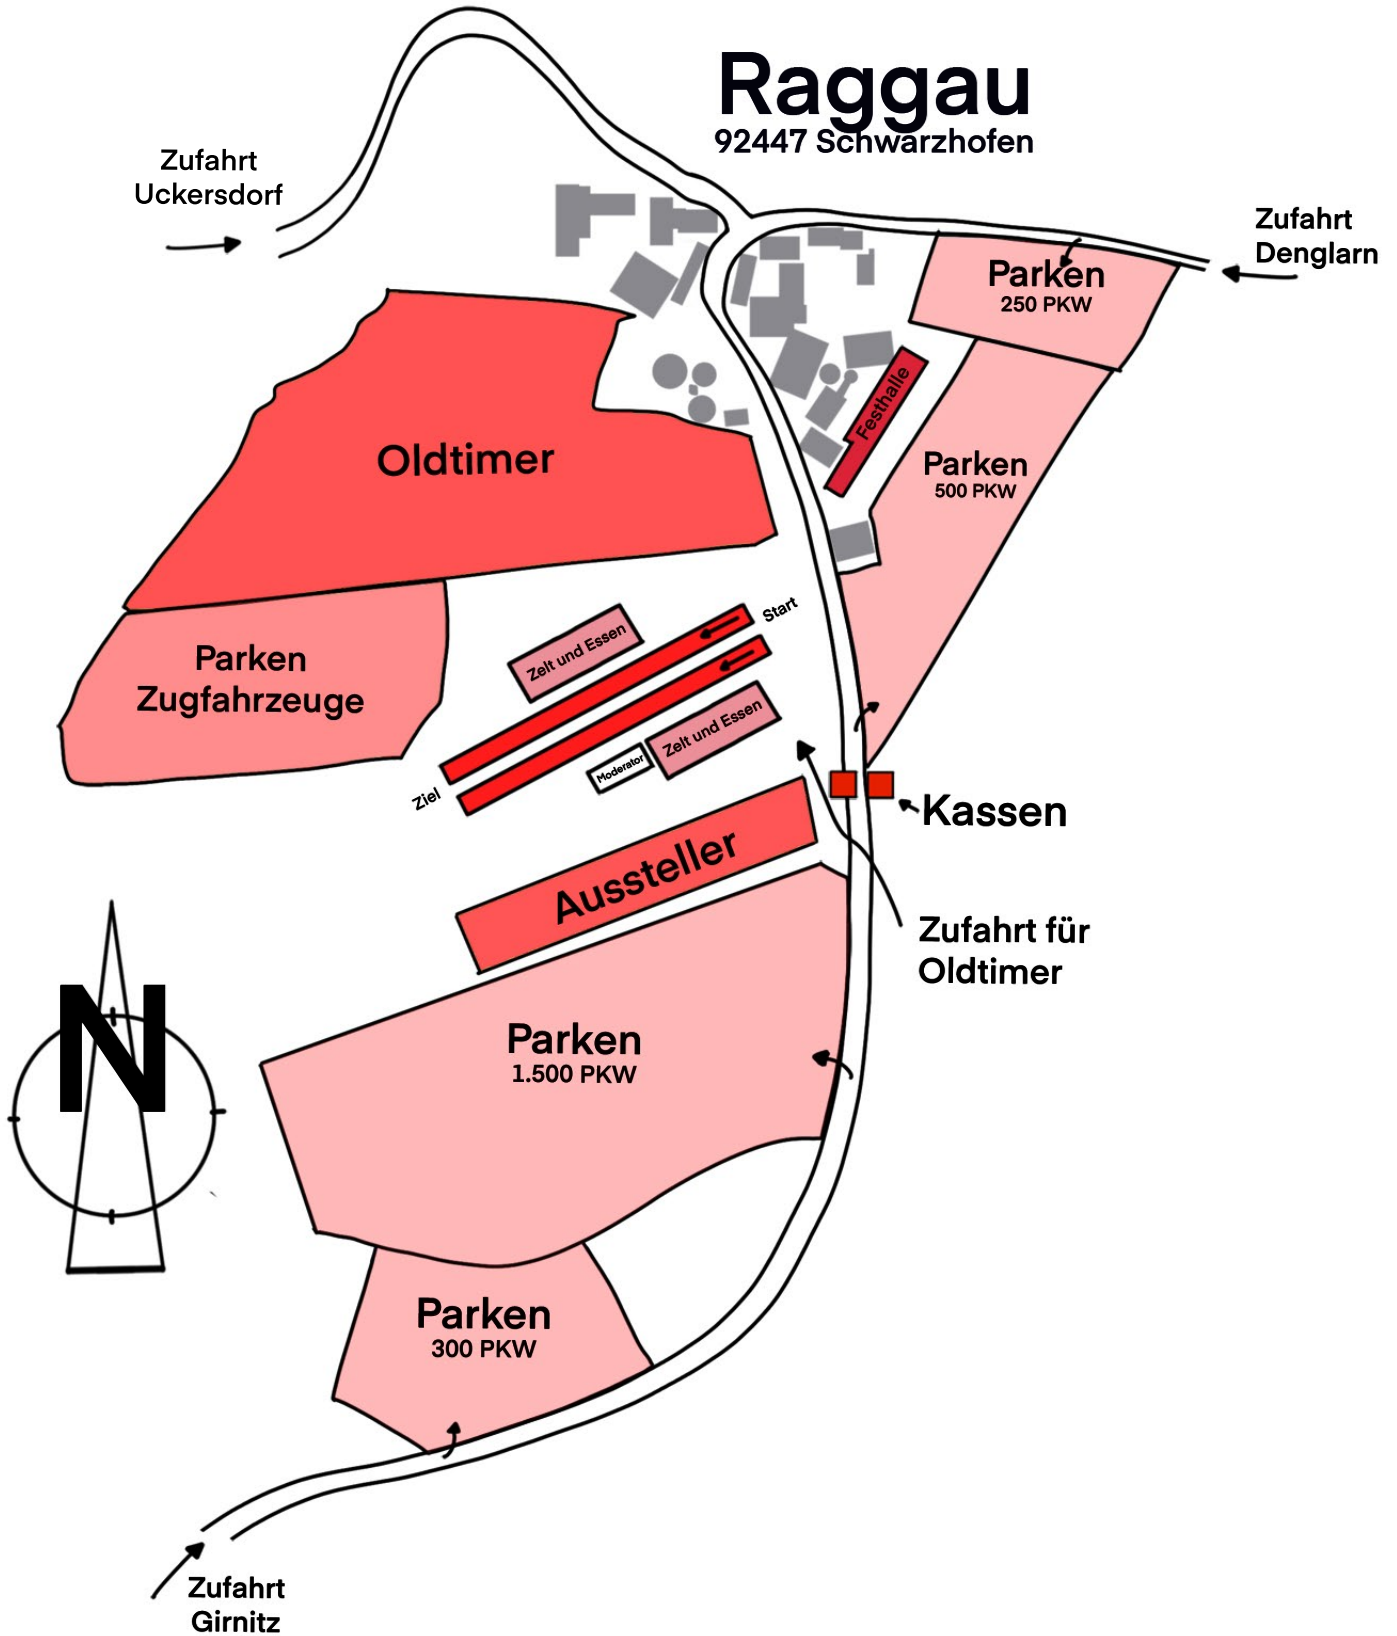 Raggau
92447 Schwarzhofen
Zufahrt
Uckersdorf
Zufahrt
Denglarn
Parken
250 PKW
Festhalle
Oldtimer
Parken
500 PKW
Parken
Zugfahrzeuge
Zelt und Essen
Start
Zelt und Essen
Moderator
Ziel
Kassen
Aussteller
Zufahrt für
Oldtimer
N
Parken
1.500 PKW
Parken
300 PKW
Zufahrt
Girnitz